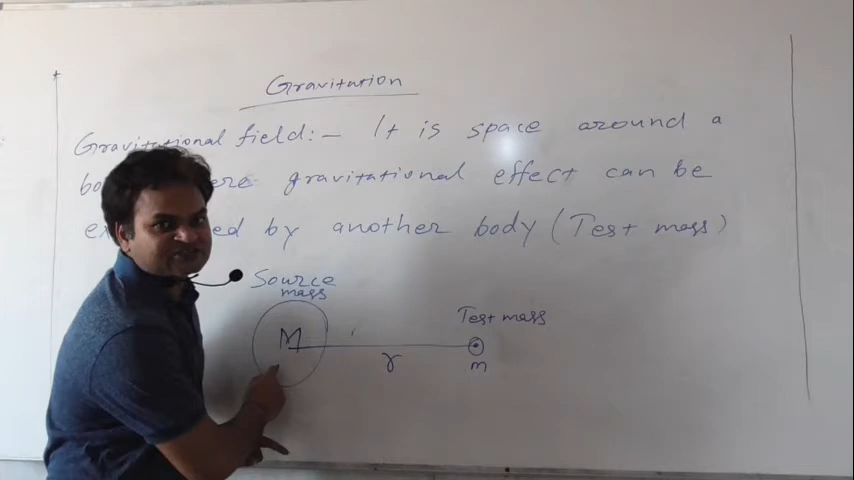 Gravitation
Gravitational field:- It is space around a
gravitational effect can be
by another body (Test mass)
Source
mass
Test mass
M
r
m